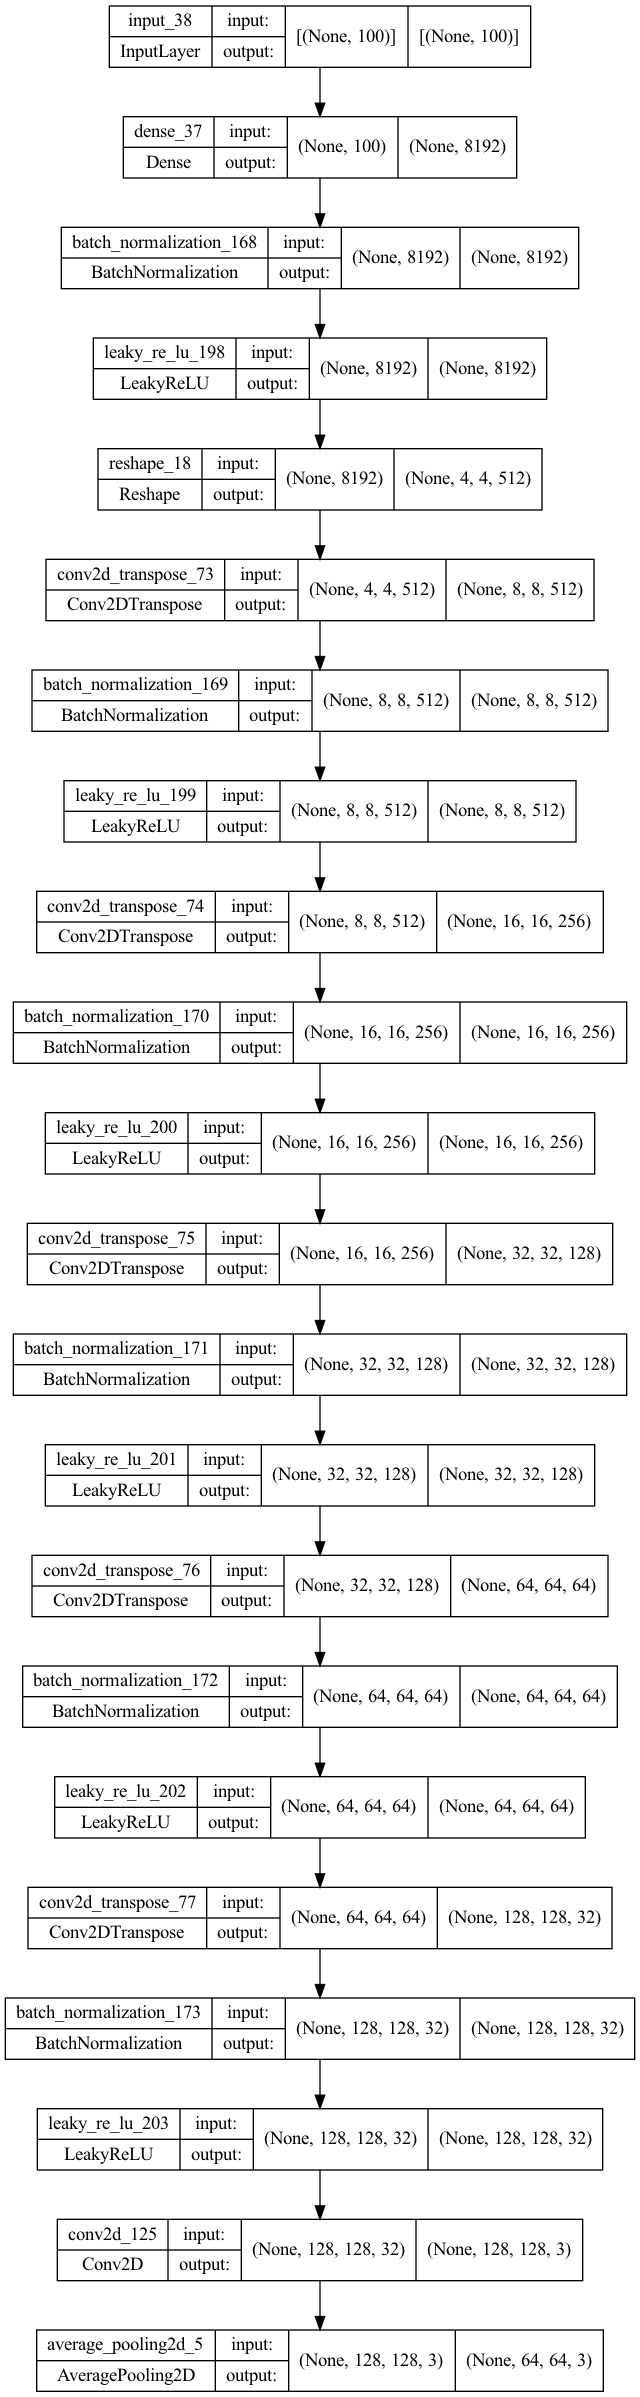 input_38 input: [(None, 100)] [(None, 100)]
InputLayer output:
dense_37 input: (None, 100) (None, 8192)
Dense output:
batch_normalization_168 input: (None, 8192) (None, 8192)
BatchNormalization output:
leaky_re_lu_198 input: (None, 8192) (None, 8192)
LeakyReLU output:
reshape_18 input: (None, 8192) (None, 4, 4, 512)
Reshape output:
conv2d_transpose_73 input: (None, 4, 4, 512) (None, 8, 8, 512)
Conv2DTranspose output:
batch_normalization_169 input: (None, 8, 8, 512) (None, 8, 8, 512)
BatchNormalization output:
leaky_re_lu_199 input: (None, 8, 8, 512) (None, 8, 8, 512)
LeakyReLU output:
conv2d_transpose_74 input: (None, 8, 8, 512) (None, 16, 16, 256)
Conv2DTranspose output:
batch_normalization_170 input: (None, 16, 16, 256) (None, 16, 16, 256)
BatchNormalization output:
leaky_re_lu_200 input: (None, 16, 16, 256) (None, 16, 16, 256)
LeakyReLU output:
conv2d_transpose_75 input: (None, 16, 16, 256) (None, 32, 32, 128)
Conv2DTranspose output:
batch_normalization_171 input: (None, 32, 32, 128) (None, 32, 32, 128)
BatchNormalization output:
leaky_re_lu_201 input: (None, 32, 32, 128) (None, 32, 32, 128)
LeakyReLU output:
conv2d_transpose_76 input: (None, 32, 32, 128) (None, 64, 64, 64)
Conv2DTranspose output:
batch_normalization_172 input: (None, 64, 64, 64) (None, 64, 64, 64)
BatchNormalization output:
leaky_re_lu_202 input: (None, 64, 64, 64) (None, 64, 64, 64)
LeakyReLU output:
conv2d_transpose_77 input: (None, 64, 64, 64) (None, 128, 128, 32)
Conv2DTranspose output:
batch_normalization_173 input: (None, 128, 128, 32) (None, 128, 128, 32)
BatchNormalization output:
leaky_re_lu_203 input: (None, 128, 128, 32) (None, 128, 128, 32)
LeakyReLU output:
conv2d_125 input: (None, 128, 128, 32) (None, 128, 128, 3)
Conv2D output:
average_pooling2d_5 input: (None, 128, 128, 3) (None, 64, 64, 3)
AveragePooling2D output: